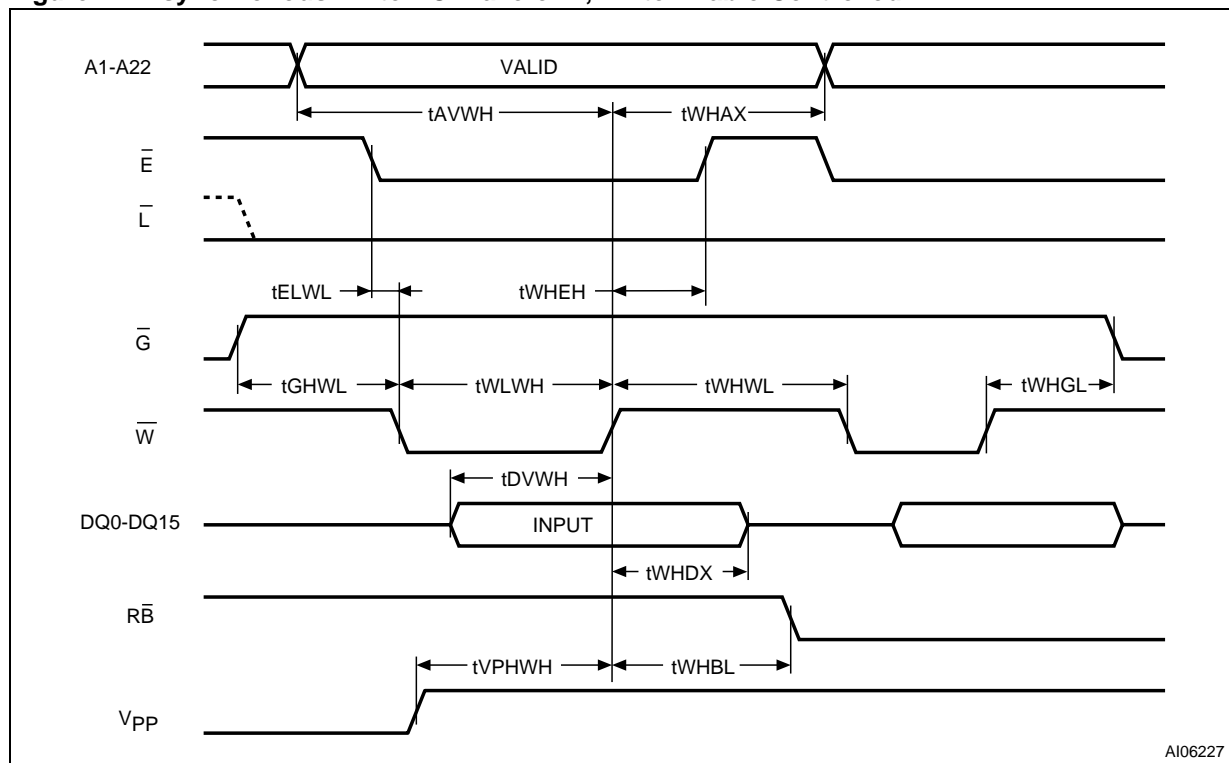 A1-A22
VALID
tAVWH
tWHAX
E̅
L̅
tELWL
tWHEH
G̅
tGHWL
tWLWH
tWHWL
tWHGL
W̅
tDVWH
DQ0-DQ15
INPUT
tWHDX
RB̅
tVPHWH
tWHBL
VPP
AI06227